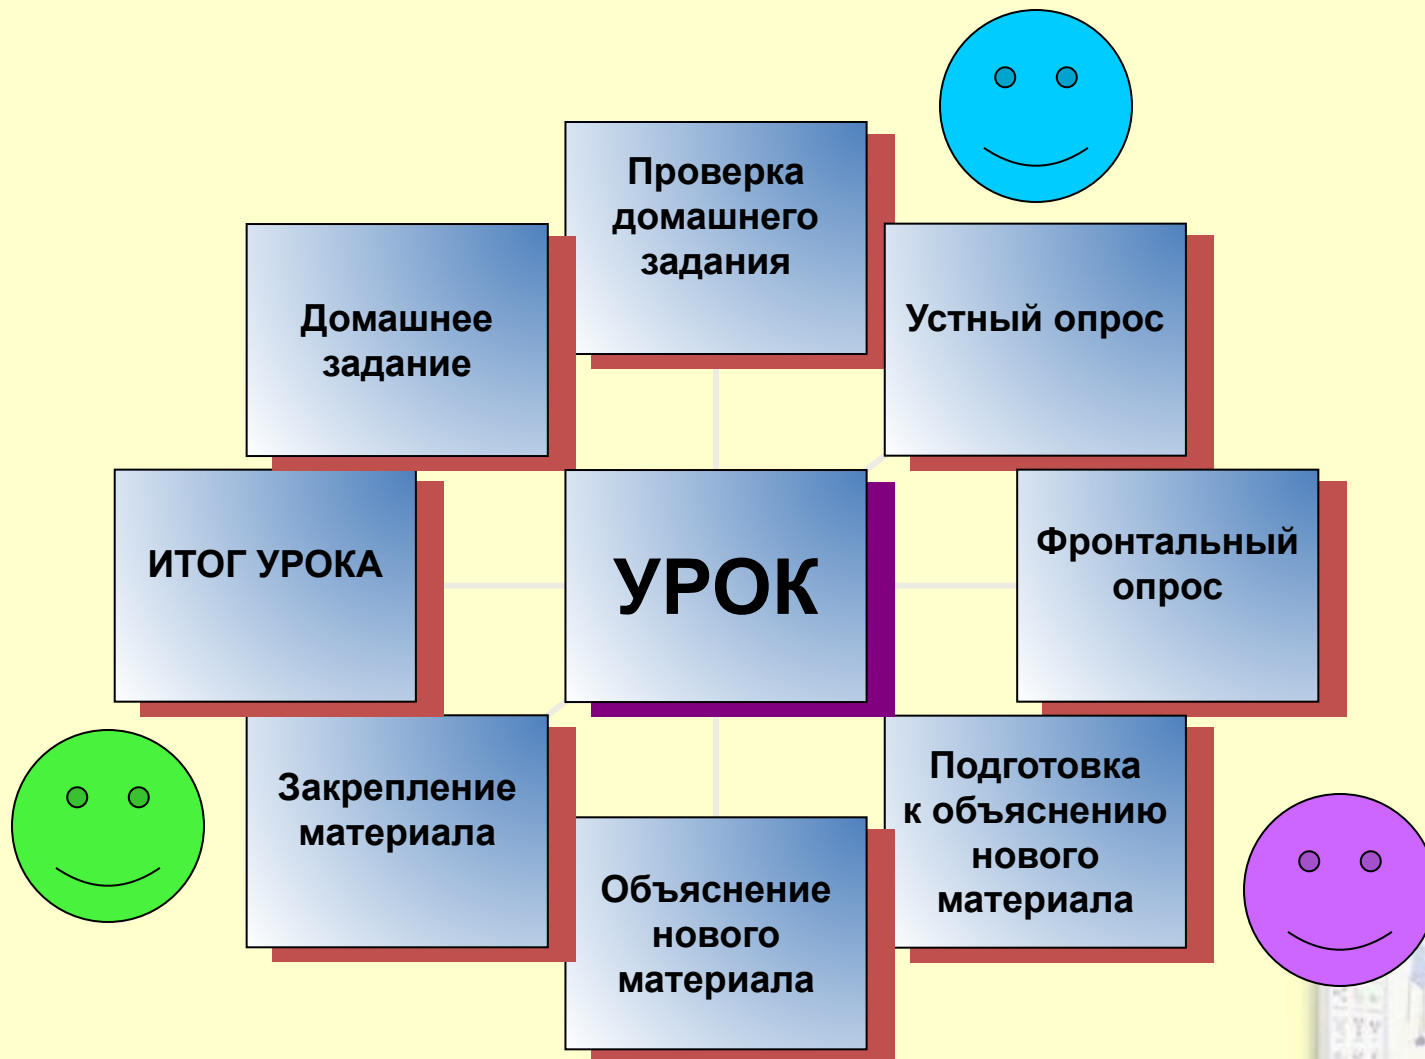 Проверка
домашнего
задания
Устный опрос
Фронтальный
опрос
Подготовка
к объяснению
нового
материала
Объяснение
нового
материала
Закрепление
материала
ИТОГ УРОКА
Домашнее
задание
УРОК